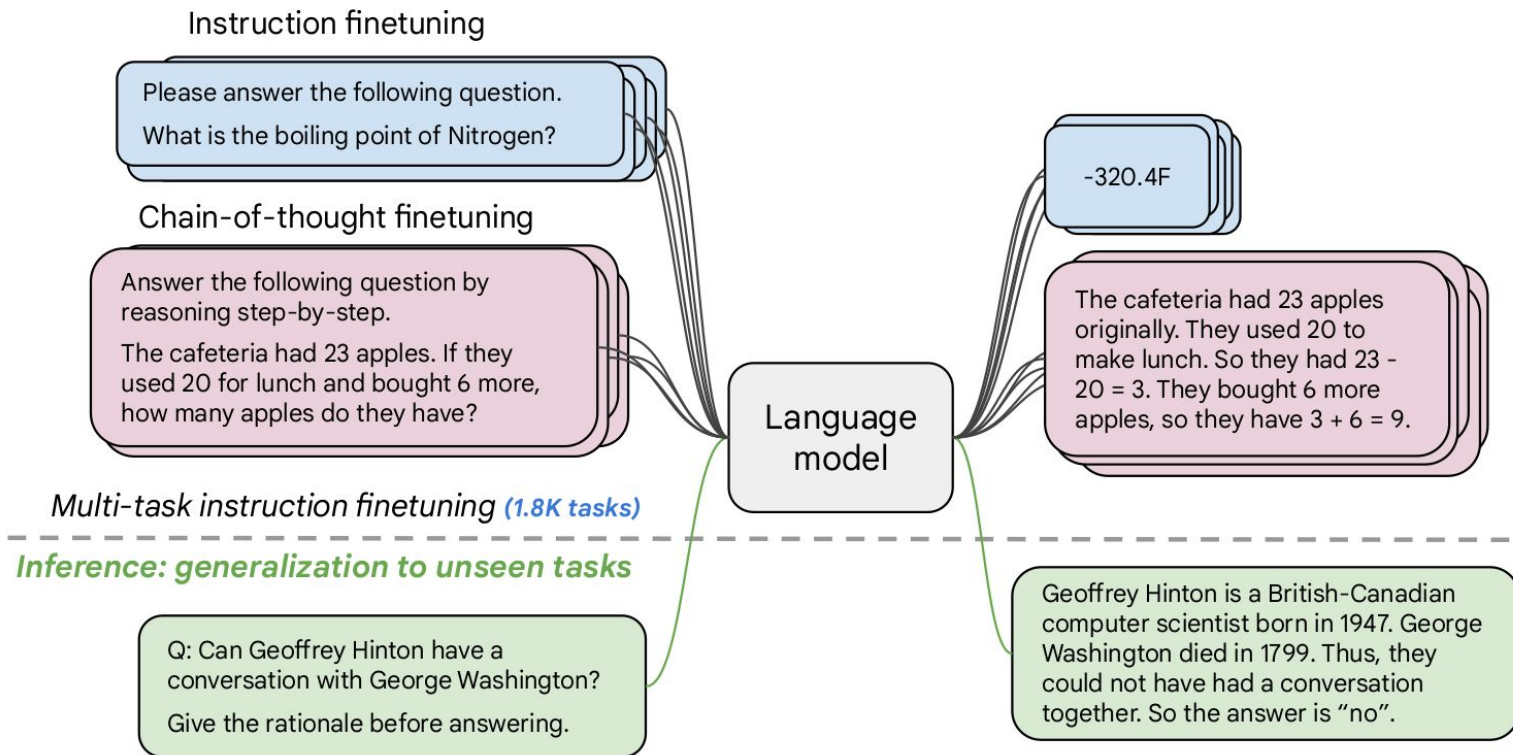 Instruction finetuning
Please answer the following question.
What is the boiling point of Nitrogen?
-320.4F
Chain-of-thought finetuning
Answer the following question by
reasoning step-by-step.
The cafeteria had 23 apples. If they
used 20 for lunch and bought 6 more,
how many apples do they have?
Language
model
The cafeteria had 23 apples
originally. They used 20 to
make lunch. So they had 23 -
20 = 3. They bought 6 more
apples, so they have 3 + 6 = 9.
Multi-task instruction finetuning (1.8K tasks)
Inference: generalization to unseen tasks
Q: Can Geoffrey Hinton have a
conversation with George Washington?
Give the rationale before answering.
Geoffrey Hinton is a British-Canadian
computer scientist born in 1947. George
Washington died in 1799. Thus, they
could not have had a conversation
together. So the answer is “no”.